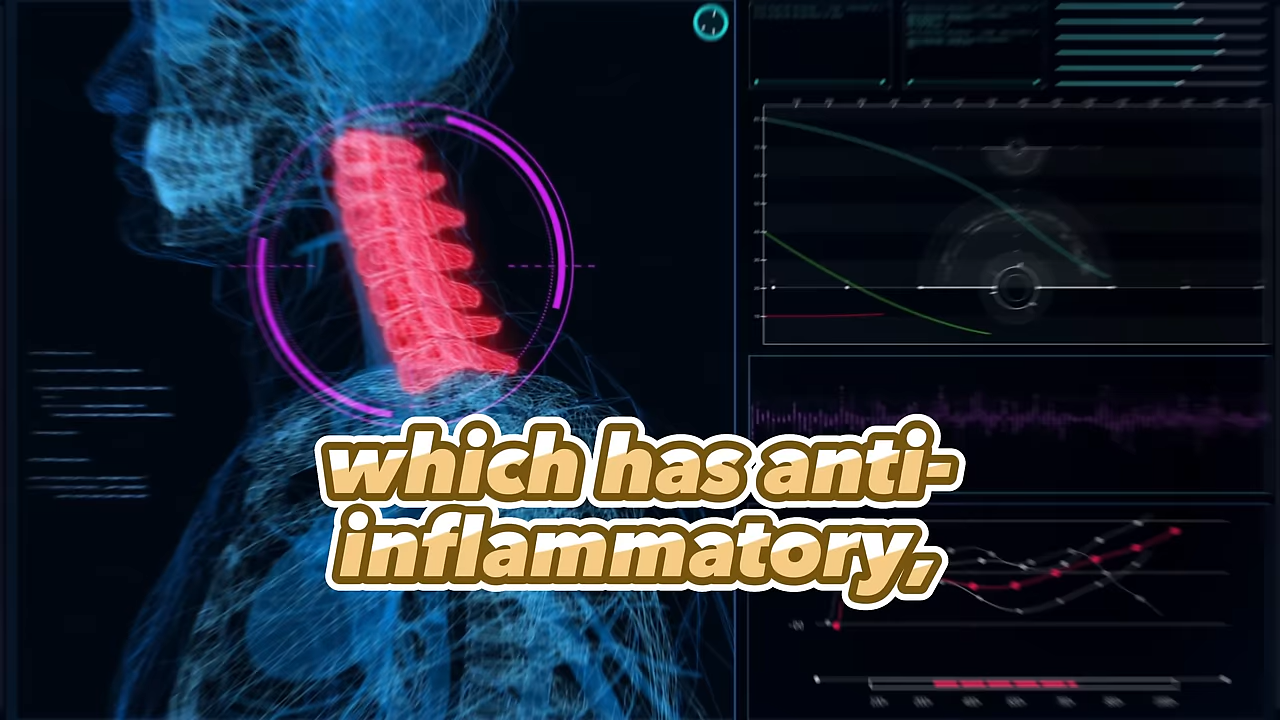 which has anti-
inflammatory,